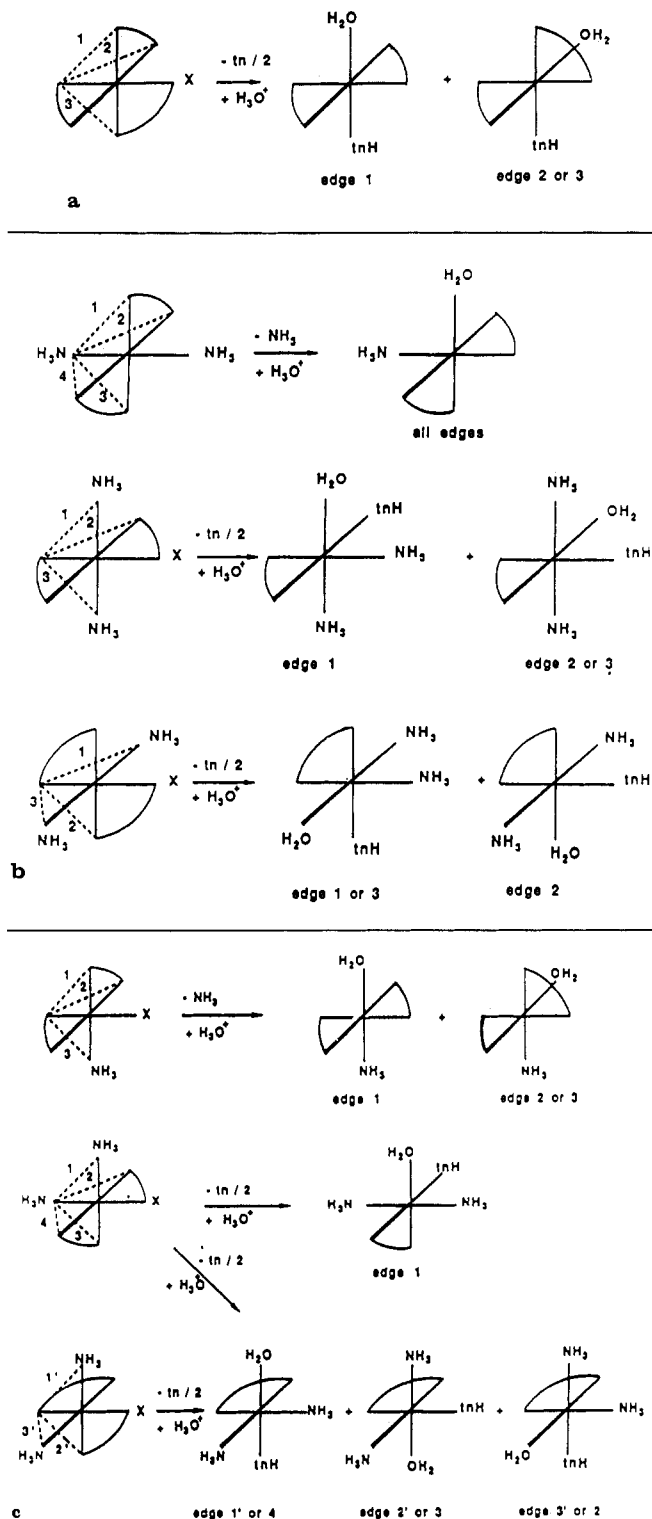 1 2 3 X
- tn / 2
+ H₃O⁺
H₂O
tnH
edge 1
+
OH₂
tnH
edge 2 or 3
a
1 2 3 4
H₃N NH₃
- NH₃
+ H₃O⁺
H₂O
H₃N
all edges
NH₃
1 2 3 X
NH₃
- tn / 2
+ H₃O⁺
H₂O
tnH
NH₃
NH₃
edge 1
+
NH₃
OH₂
tnH
NH₃
edge 2 or 3
1 NH₃
3 2 X
NH₃
- tn / 2
+ H₃O⁺
NH₃
NH₃
H₂O
tnH
edge 1 or 3
+
NH₃
tnH
NH₃
H₂O
edge 2
b
1 2 3 X
NH₃
- NH₃
+ H₃O⁺
H₂O
NH₃
edge 1
+
OH₂
NH₃
edge 2 or 3
NH₃
1 2
H₃N X
4 3
- tn / 2
+ H₃O⁺
H₂O
tnH
H₃N NH₃
edge 1
- tn / 2
+ H₃O⁺
1' NH₃
X
3' 2'
H₃N
- tn / 2
+ H₃O⁺
H₂O
NH₃
H₃N
tnH
edge 1' or 4
+
NH₃
tnH
H₃N
OH₂
edge 2' or 3
+
NH₃
NH₃
H₂O
tnH
edge 3' or 2
c